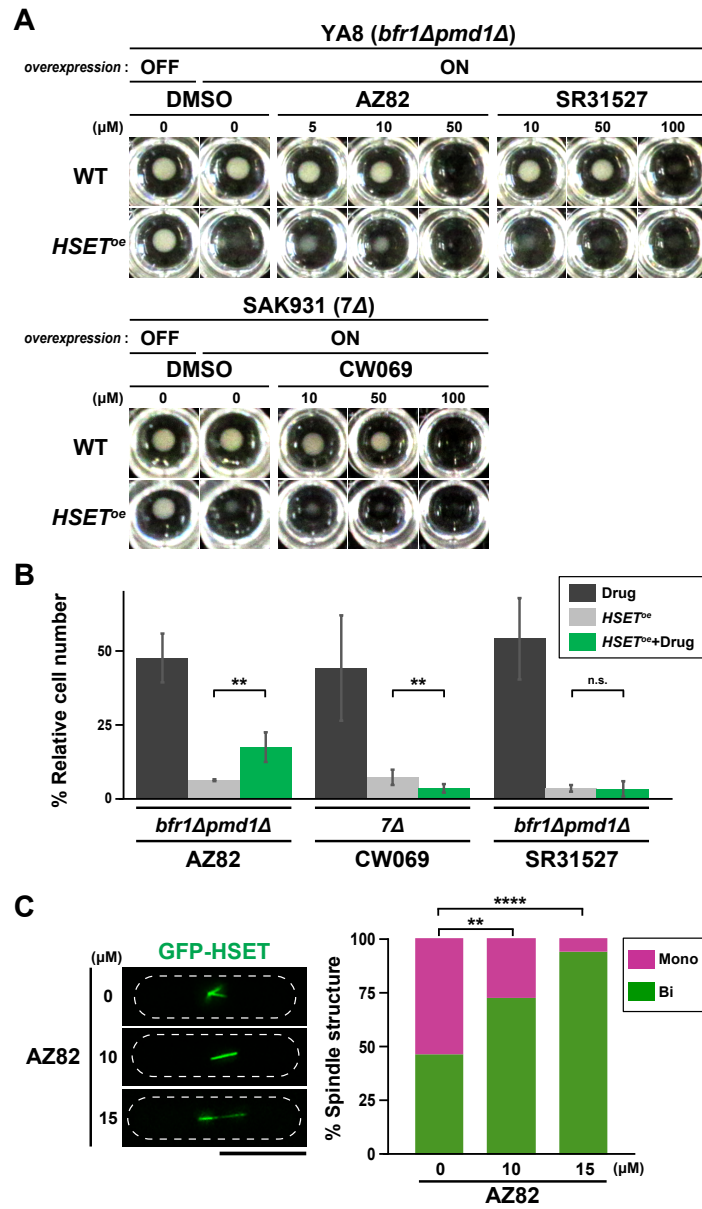 A
YA8 (bfr1Δpmd1Δ)
overexpression : OFF ON
DMSO AZ82 SR31527
(µM) 0 0 5 10 50 10 50 100
WT
HSETᵒᵉ
SAK931 (7Δ)
overexpression : OFF ON
DMSO CW069
(µM) 0 0 10 50 100
WT
HSETᵒᵉ
B
% Relative cell number
50
25
0
**
**
n.s.
Drug
HSETᵒᵉ
HSETᵒᵉ+Drug
bfr1Δpmd1Δ 7Δ bfr1Δpmd1Δ
AZ82 CW069 SR31527
C
(µM) GFP-HSET
AZ82
0
10
15
% Spindle structure
100
75
50
25
0
****
**
Mono
Bi
0 10 15 (µM)
AZ82